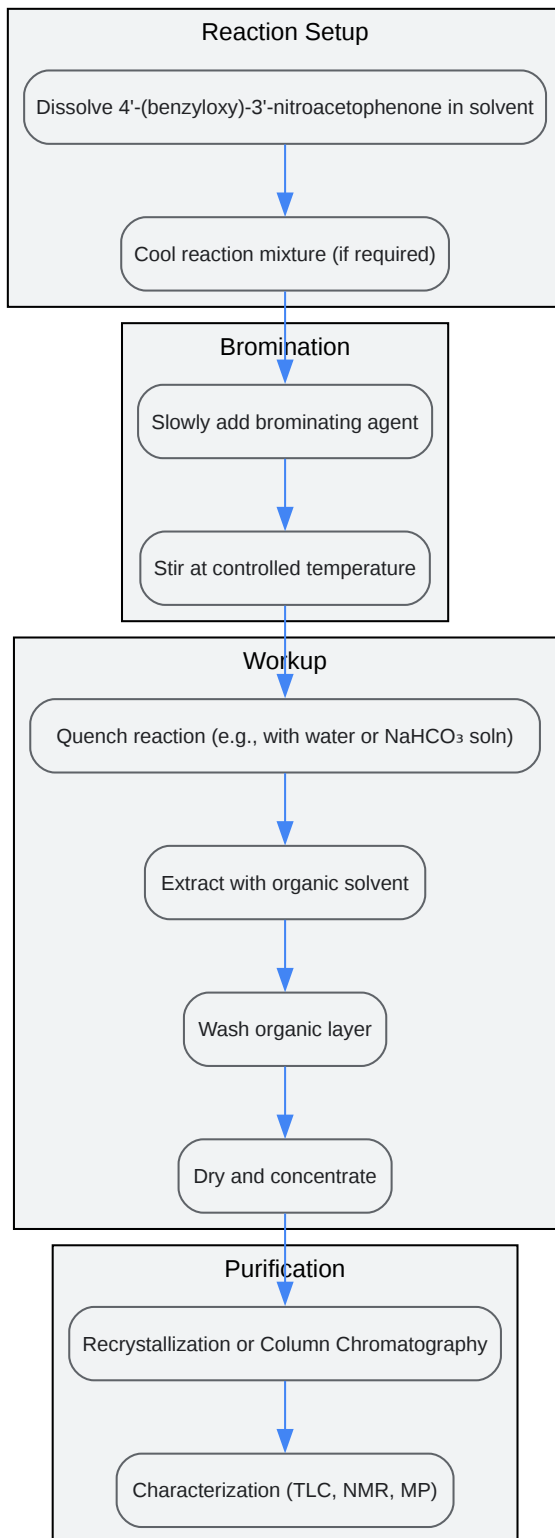 Reaction Setup
Dissolve 4'-(benzyloxy)-3'-nitroacetophenone in solvent
Cool reaction mixture (if required)
Bromination
Slowly add brominating agent
Stir at controlled temperature
Workup
Quench reaction (e.g., with water or NaHCO₃ soln)
Extract with organic solvent
Wash organic layer
Dry and concentrate
Purification
Recrystallization or Column Chromatography
Characterization (TLC, NMR, MP)